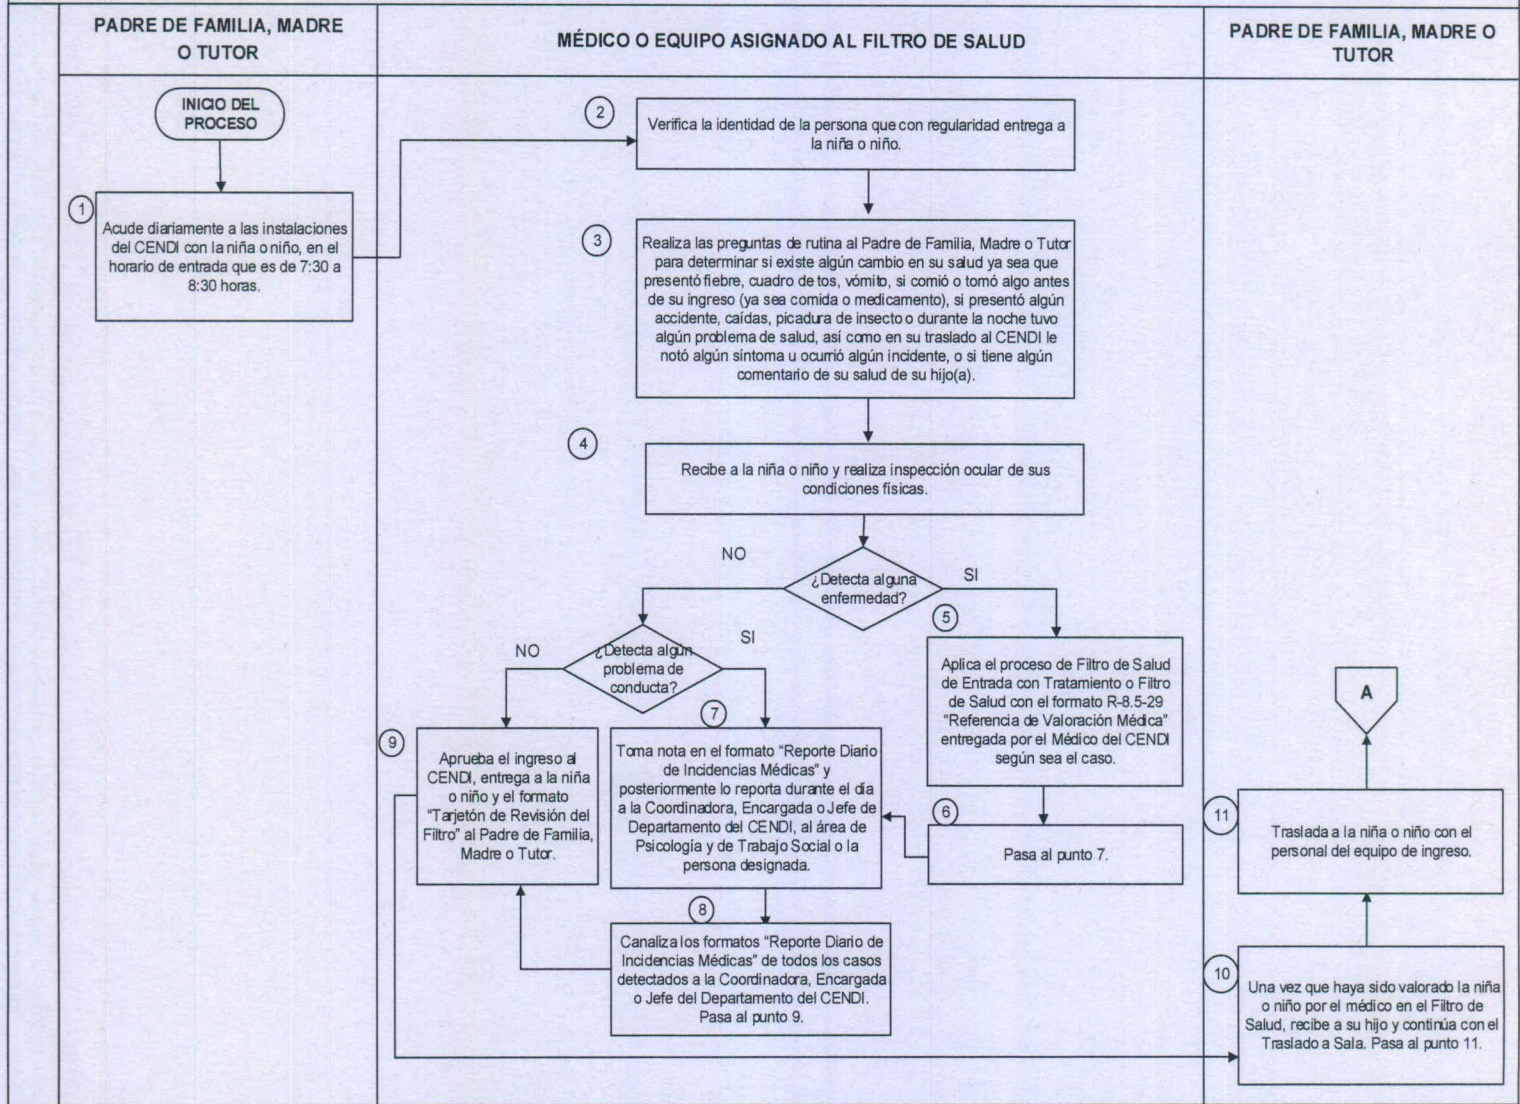 PADRE DE FAMILIA, MADRE
O TUTOR
MÉDICO O EQUIPO ASIGNADO AL FILTRO DE SALUD
PADRE DE FAMILIA, MADRE O
TUTOR
INICIO DEL
PROCESO
1
Acude diariamente a las instalaciones
del CENDI con la niña o niño, en el
horario de entrada que es de 7:30 a
8:30 horas.
2
Verifica la identidad de la persona que con regularidad entrega a
la niña o niño.
3
Realiza las preguntas de rutina al Padre de Familia, Madre o Tutor
para determinar si existe algún cambio en su salud ya sea que
presentó fiebre, cuadro de tos, vómito, si comió o tomó algo antes
de su ingreso (ya sea comida o medicamento), si presentó algún
accidente, caídas, picadura de insecto o durante la noche tuvo
algún problema de salud, así como en su traslado al CENDI le
notó algún síntoma u ocurrió algún incidente, o si tiene algún
comentario de su salud de su hijo(a).
4
Recibe a la niña o niño y realiza inspección ocular de sus
condiciones físicas.
NO
¿Detecta alguna
enfermedad?
SI
5
Aplica el proceso de Filtro de Salud
de Entrada con Tratamiento o Filtro
de Salud con el formato R-8.5-29
“Referencia de Valoración Médica”
entregada por el Médico del CENDI
según sea el caso.
NO
¿Detecta algún
problema de
conducta?
SI
6
Pasa al punto 7.
7
Toma nota en el formato “Reporte Diario
de Incidencias Médicas” y
posteriormente lo reporta durante el día
a la Coordinadora, Encargada o Jefe de
Departamento del CENDI, al área de
Psicología y de Trabajo Social o la
persona designada.
8
Canaliza los formatos “Reporte Diario de
Incidencias Médicas” de todos los casos
detectados a la Coordinadora, Encargada
o Jefe del Departamento del CENDI.
Pasa al punto 9.
9
Aprueba el ingreso al
CENDI, entrega a la niña
o niño y el formato
“Tarjetón de Revisión del
Filtro” al Padre de Familia,
Madre o Tutor.
A
11
Traslada a la niña o niño con el
personal del equipo de ingreso.
10
Una vez que haya sido valorado la niña
o niño por el médico en el Filtro de
Salud, recibe a su hijo y continúa con el
Traslado a Sala. Pasa al punto 11.